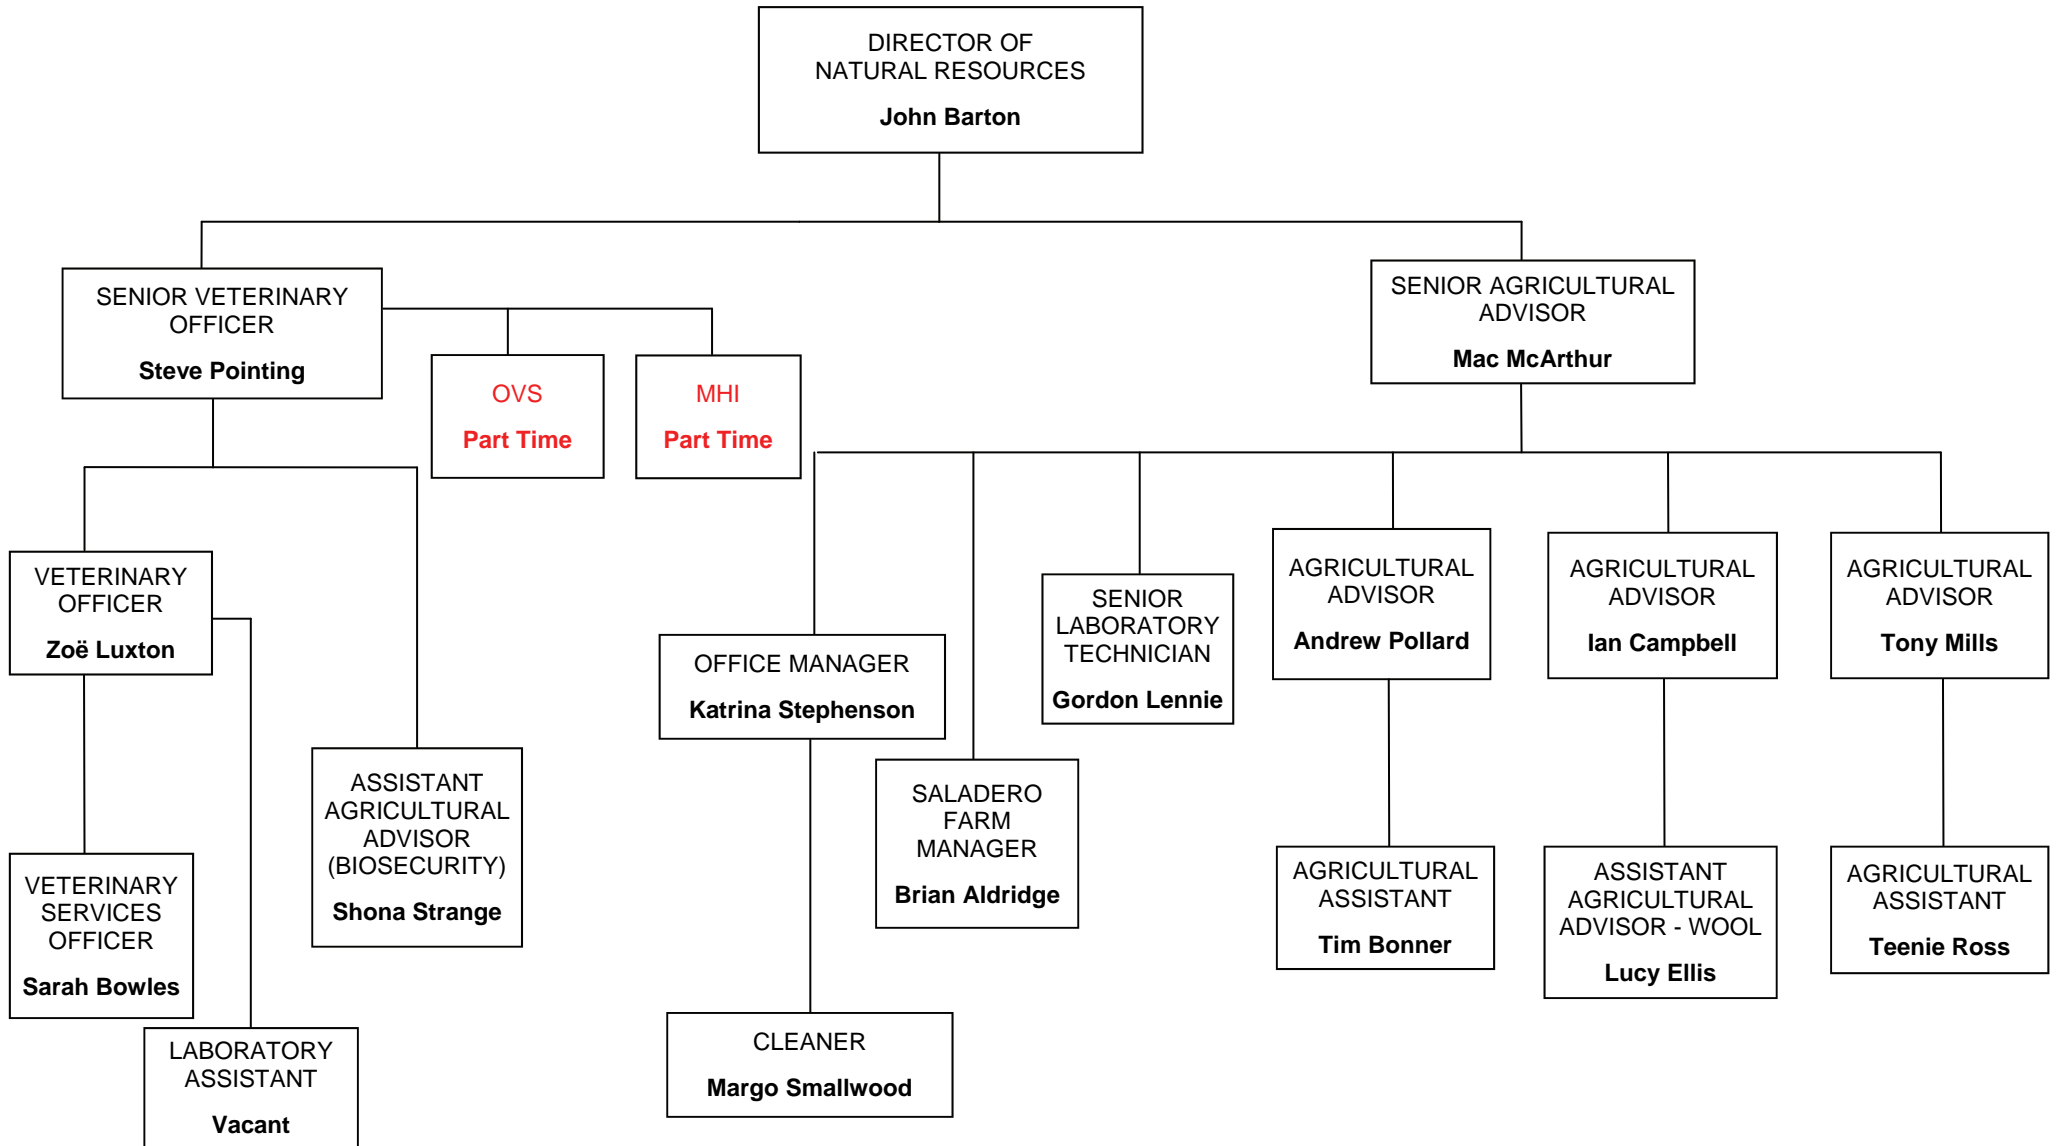 DIRECTOR OF
NATURAL RESOURCES
John Barton
SENIOR VETERINARY
OFFICER
Steve Pointing
OVS
Part Time
MHI
Part Time
SENIOR AGRICULTURAL
ADVISOR
Mac McArthur
VETERINARY
OFFICER
Zoë Luxton
VETERINARY
SERVICES
OFFICER
Sarah Bowles
LABORATORY
ASSISTANT
Vacant
ASSISTANT
AGRICULTURAL
ADVISOR
(BIOSECURITY)
Shona Strange
OFFICE MANAGER
Katrina Stephenson
CLEANER
Margo Smallwood
SALADERO
FARM
MANAGER
Brian Aldridge
SENIOR
LABORATORY
TECHNICIAN
Gordon Lennie
AGRICULTURAL
ADVISOR
Andrew Pollard
AGRICULTURAL
ASSISTANT
Tim Bonner
AGRICULTURAL
ADVISOR
Ian Campbell
ASSISTANT
AGRICULTURAL
ADVISOR - WOOL
Lucy Ellis
AGRICULTURAL
ADVISOR
Tony Mills
AGRICULTURAL
ASSISTANT
Teenie Ross